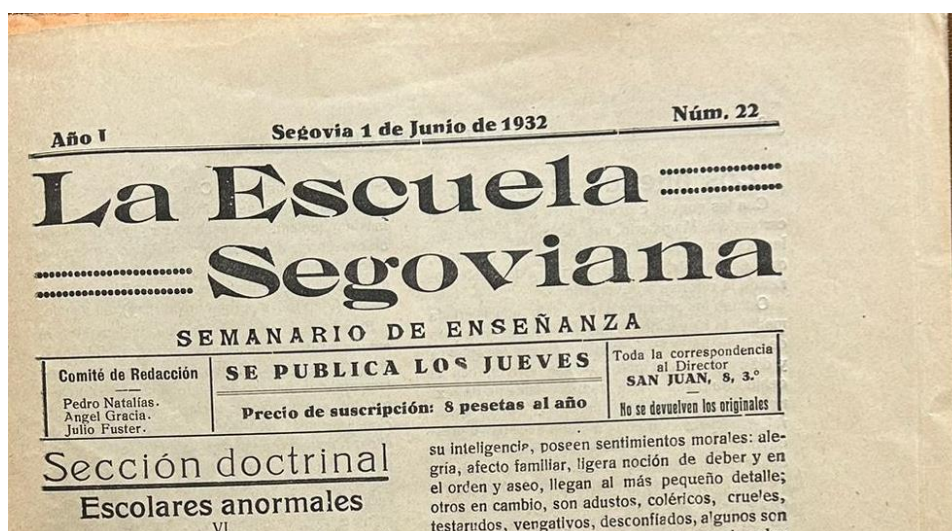 Año I
Segovia 1 de Junio de 1932
Núm. 22
La Escuela
Segoviana
SEMANARIO DE ENSEÑANZA
Comité de Redacción
Pedro Natalías.
Angel Gracia.
Julio Fuster.
SE PUBLICA LOS JUEVES
Precio de suscripción: 8 pesetas al año
Toda la correspondencia
al Director
SAN JUAN, 8, 3.º
No se devuelven los originales
Sección doctrinal
Escolares anormales
VI
su inteligencia, poseen sentimientos morales: ale-
gría, afecto familiar, ligera noción de deber y en
el orden y aseo, llegan al más pequeño detalle;
otros en cambio, son adustos, coléricos, crueles,
testarudos, vengativos, desconfiados, algunos son